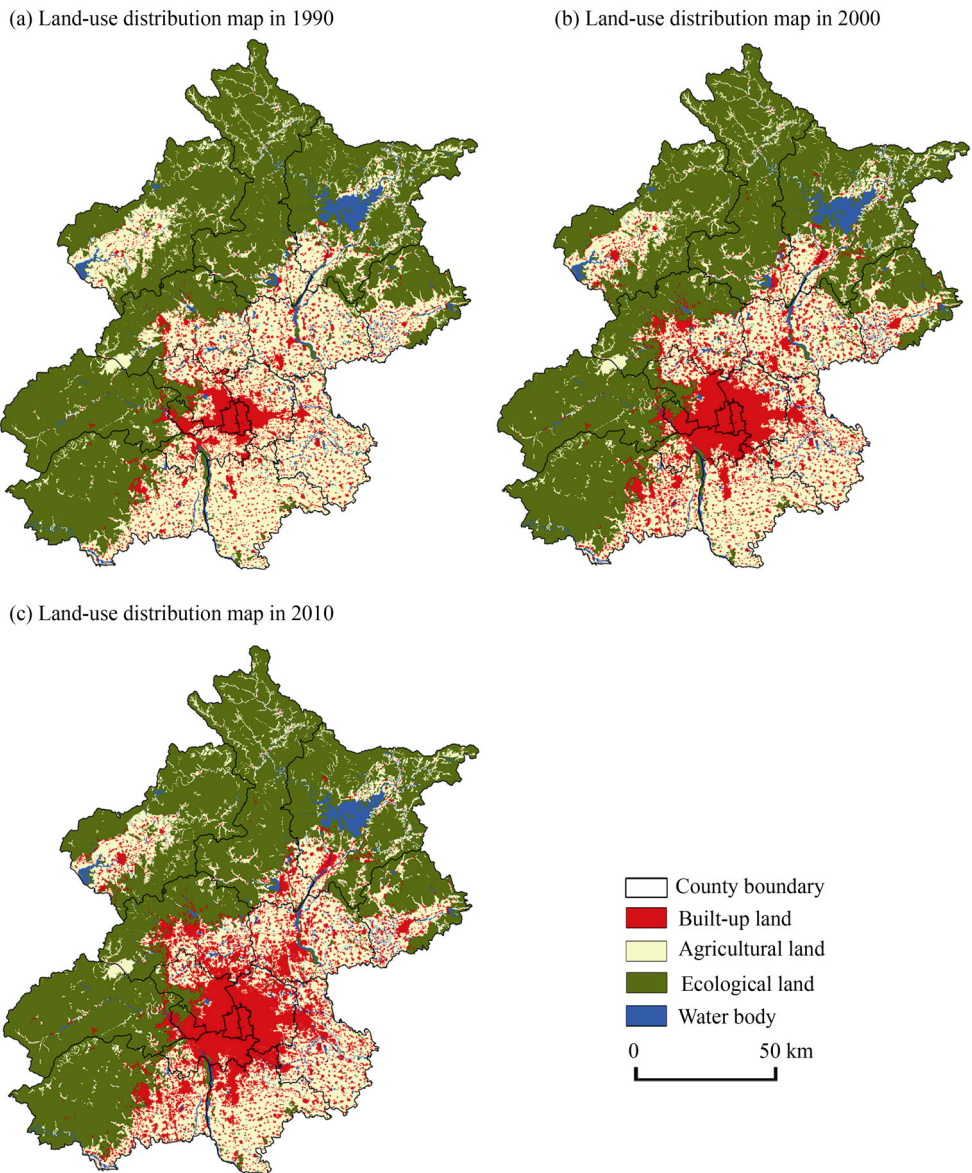 (a) Land-use distribution map in 1990
(b) Land-use distribution map in 2000
(c) Land-use distribution map in 2010
County boundary
Built-up land
Agricultural land
Ecological land
Water body
0 50 km